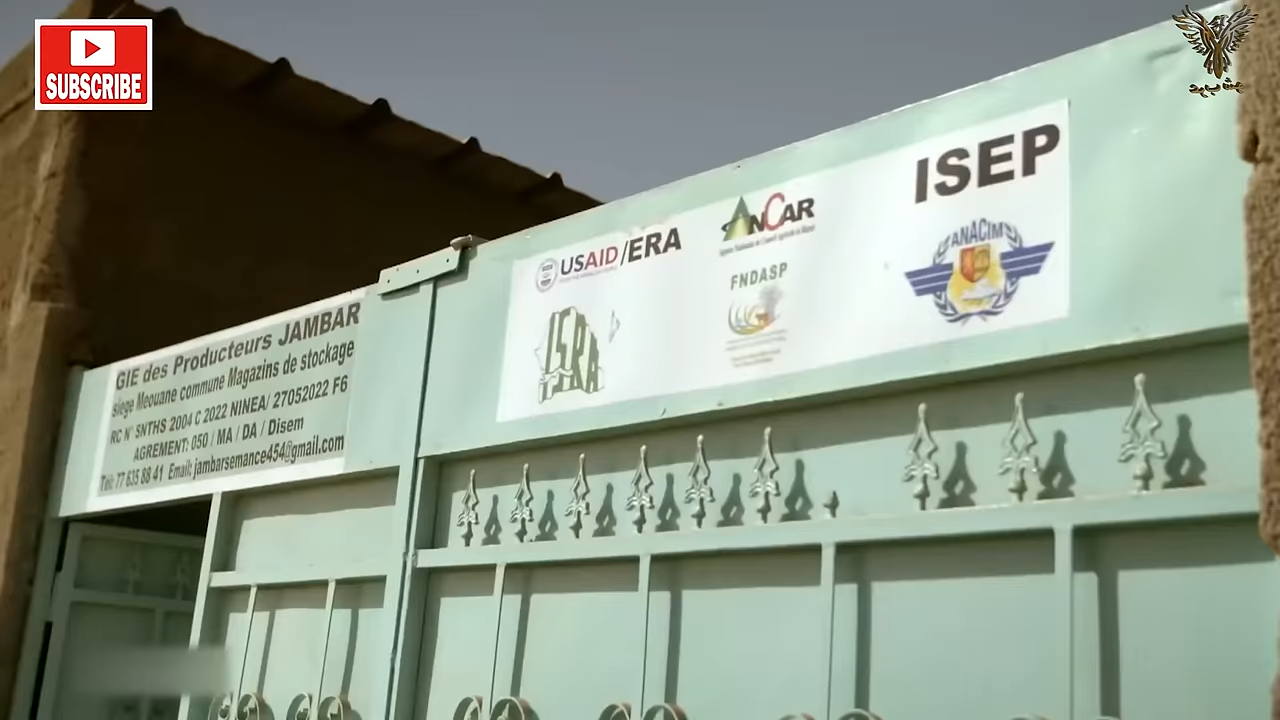 SUBSCRIBE
GIE des Producteurs JAMBAR
siege Meouane commune Magazins de stockage
RC N° SNTHS 2004 C 2022 NINEA/ 27052022 F6
AGREMENT: 050 / MA / DA / Disem
Tél: 77 635 88 41 Email: jambarsemance454@gmail.com
USAID/ERA
ISRA
ANCAR
FNDASP
ISEP
ANACIM